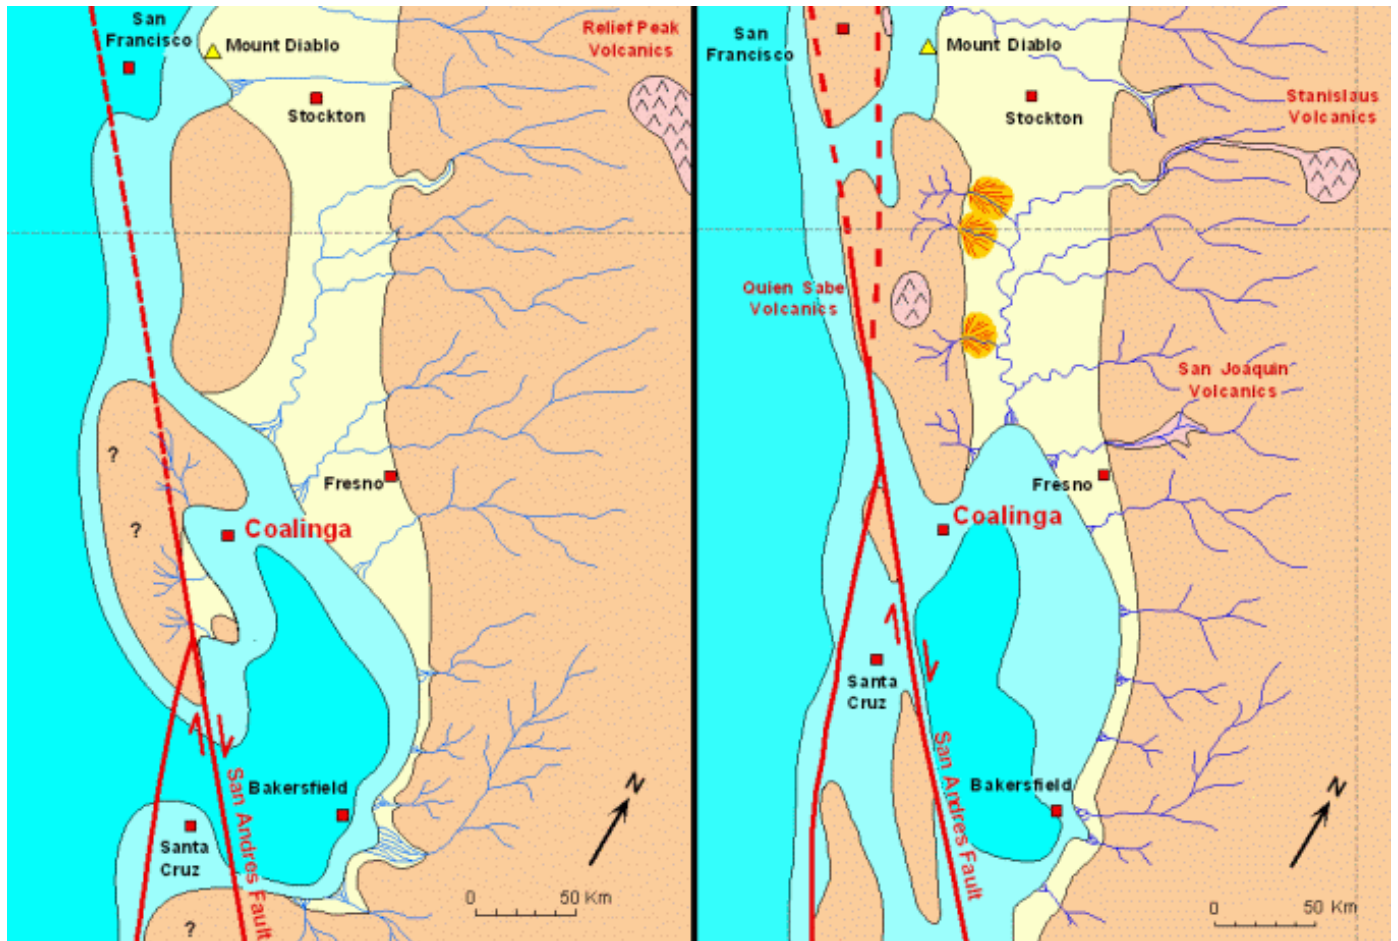 San
Francisco
Mount Diablo
Relief Peak
Volcanics
Stockton
?
?
Fresno
Coalinga
San Andres Fault
Bakersfield
Santa
Cruz
?
N
0 50 Km
San
Francisco
Mount Diablo
Stanislaus
Volcanics
Stockton
Quien Sabe
Volcanics
San Joaquin
Volcanics
Fresno
Coalinga
Santa
Cruz
San Andres Fault
Bakersfield
N
0 50 Km